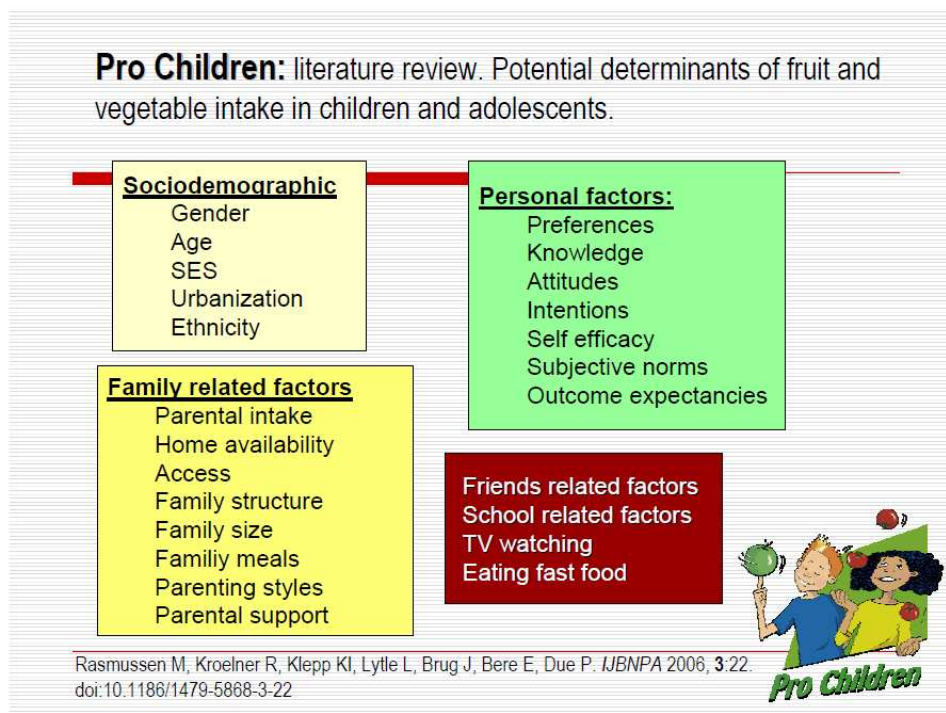 Pro Children: literature review. Potential determinants of fruit and
vegetable intake in children and adolescents.
Sociodemographic
Gender
Age
SES
Urbanization
Ethnicity
Personal factors:
Preferences
Knowledge
Attitudes
Intentions
Self efficacy
Subjective norms
Outcome expectancies
Family related factors
Parental intake
Home availability
Access
Family structure
Family size
Familiy meals
Parenting styles
Parental support
Friends related factors
School related factors
TV watching
Eating fast food
Rasmussen M, Kroelner R, Klepp KI, Lytle L, Brug J, Bere E, Due P. IJBNPA 2006, 3:22.
doi:10.1186/1479-5868-3-22
Pro Children